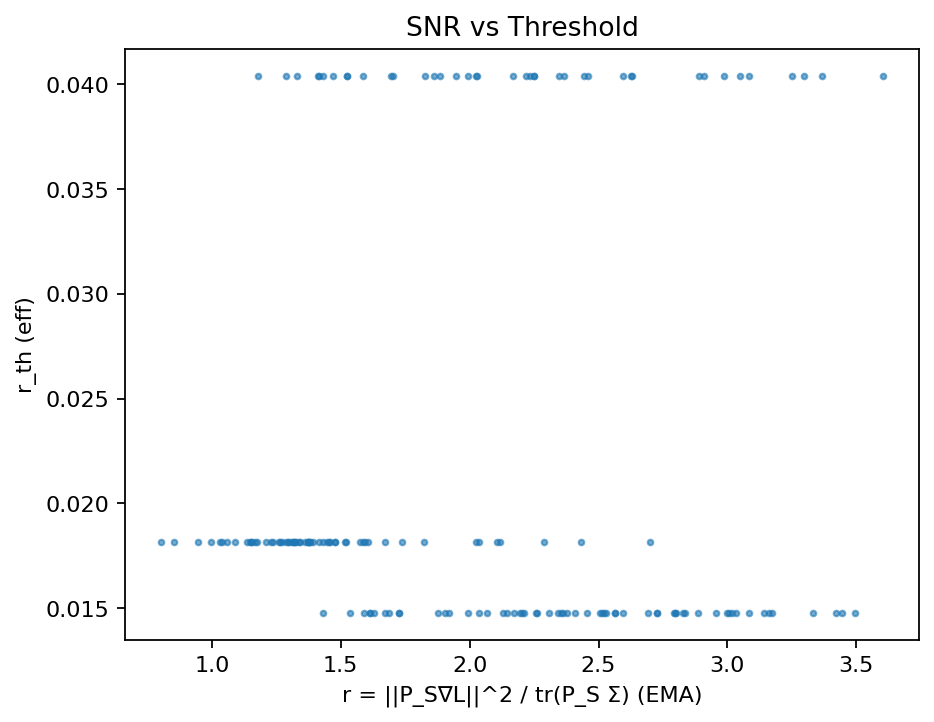 SNR vs Threshold
0.040
0.035
0.030
0.025
0.020
0.015
r_th (eff)
1.0 1.5 2.0 2.5 3.0 3.5
r = ||P_S∇L||^2 / tr(P_S Σ) (EMA)